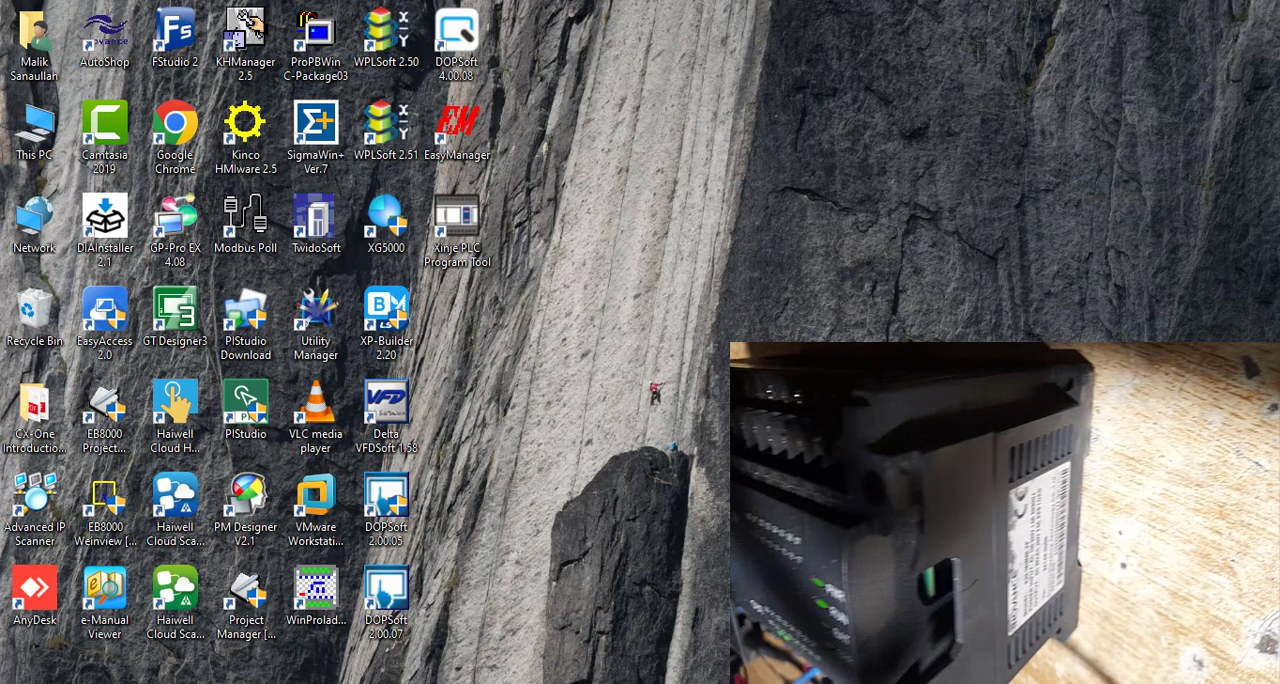 Malik
Sanaullah
AutoShop
FStudio 2
KHManager
2.5
ProPBWin
C-Package03
WPLSoft 2.50
DOPSoft
4.00.08
This PC
Camtasia
2019
Google
Chrome
Kinco
HMIware 2.5
SigmaWin+
Ver.7
WPLSoft 2.51
EM
EasyManager
Network
DIAInstaller
2.1
GP-Pro EX
4.08
Modbus Poll
TwidoSoft
XG5000
Xinje PLC
Program Tool
Recycle Bin
EasyAccess
2.0
GT Designer3
PIStudio
Download
Utility
Manager
XP-Builder
2.20
CX-One
Introductio...
EB8000
Project...
Haiwell
Cloud H...
PIStudio
VLC media
player
VFD
Delta
VFDSoft 1.58
Advanced IP
Scanner
EB8000
Weinview [...
Haiwell
Cloud Sca...
PM Designer
V2.1
VMware
Workstati...
DOPSoft
2.00.05
AnyDesk
e-Manual
Viewer
Haiwell
Cloud Sca...
Project
Manager [...
WinProlad...
DOPSoft
2.00.07
CE